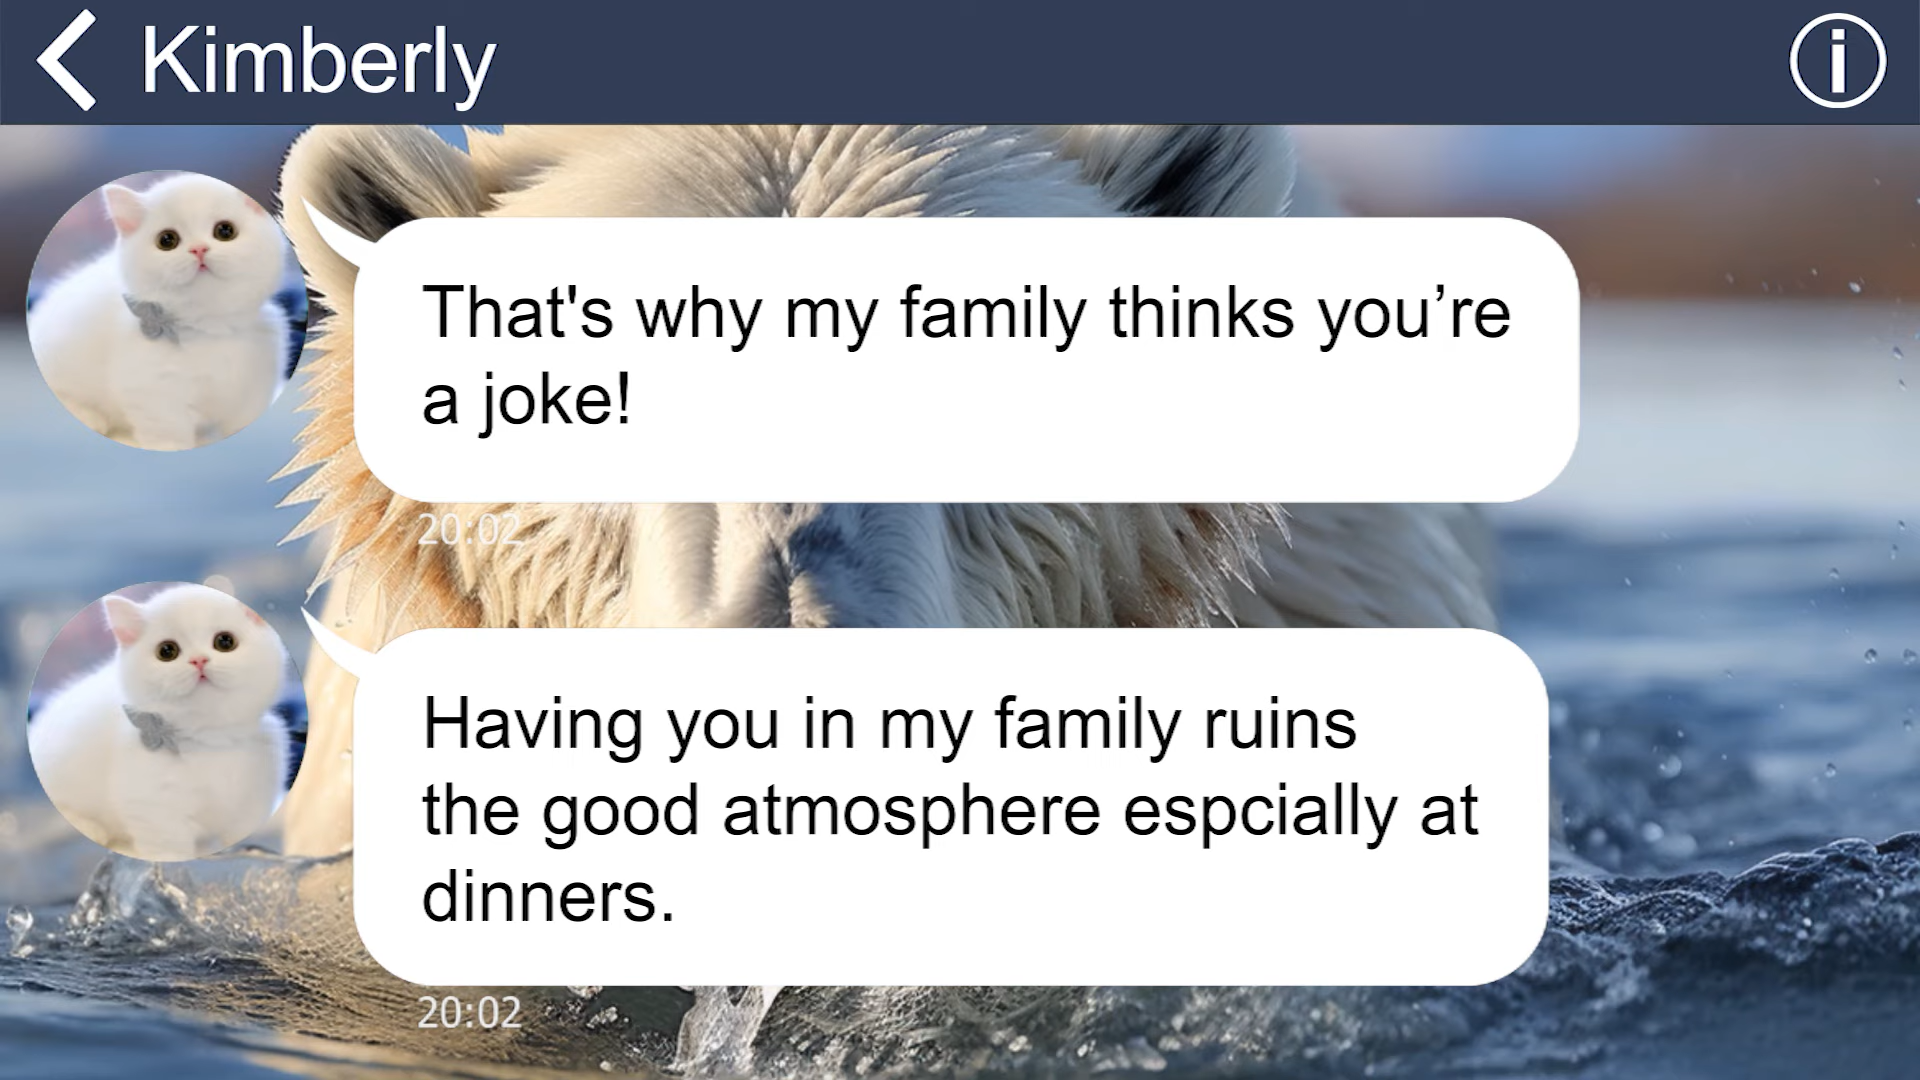 Kimberly
That's why my family thinks you’re
a joke!
20:02
Having you in my family ruins
the good atmosphere espcially at
dinners.
20:02